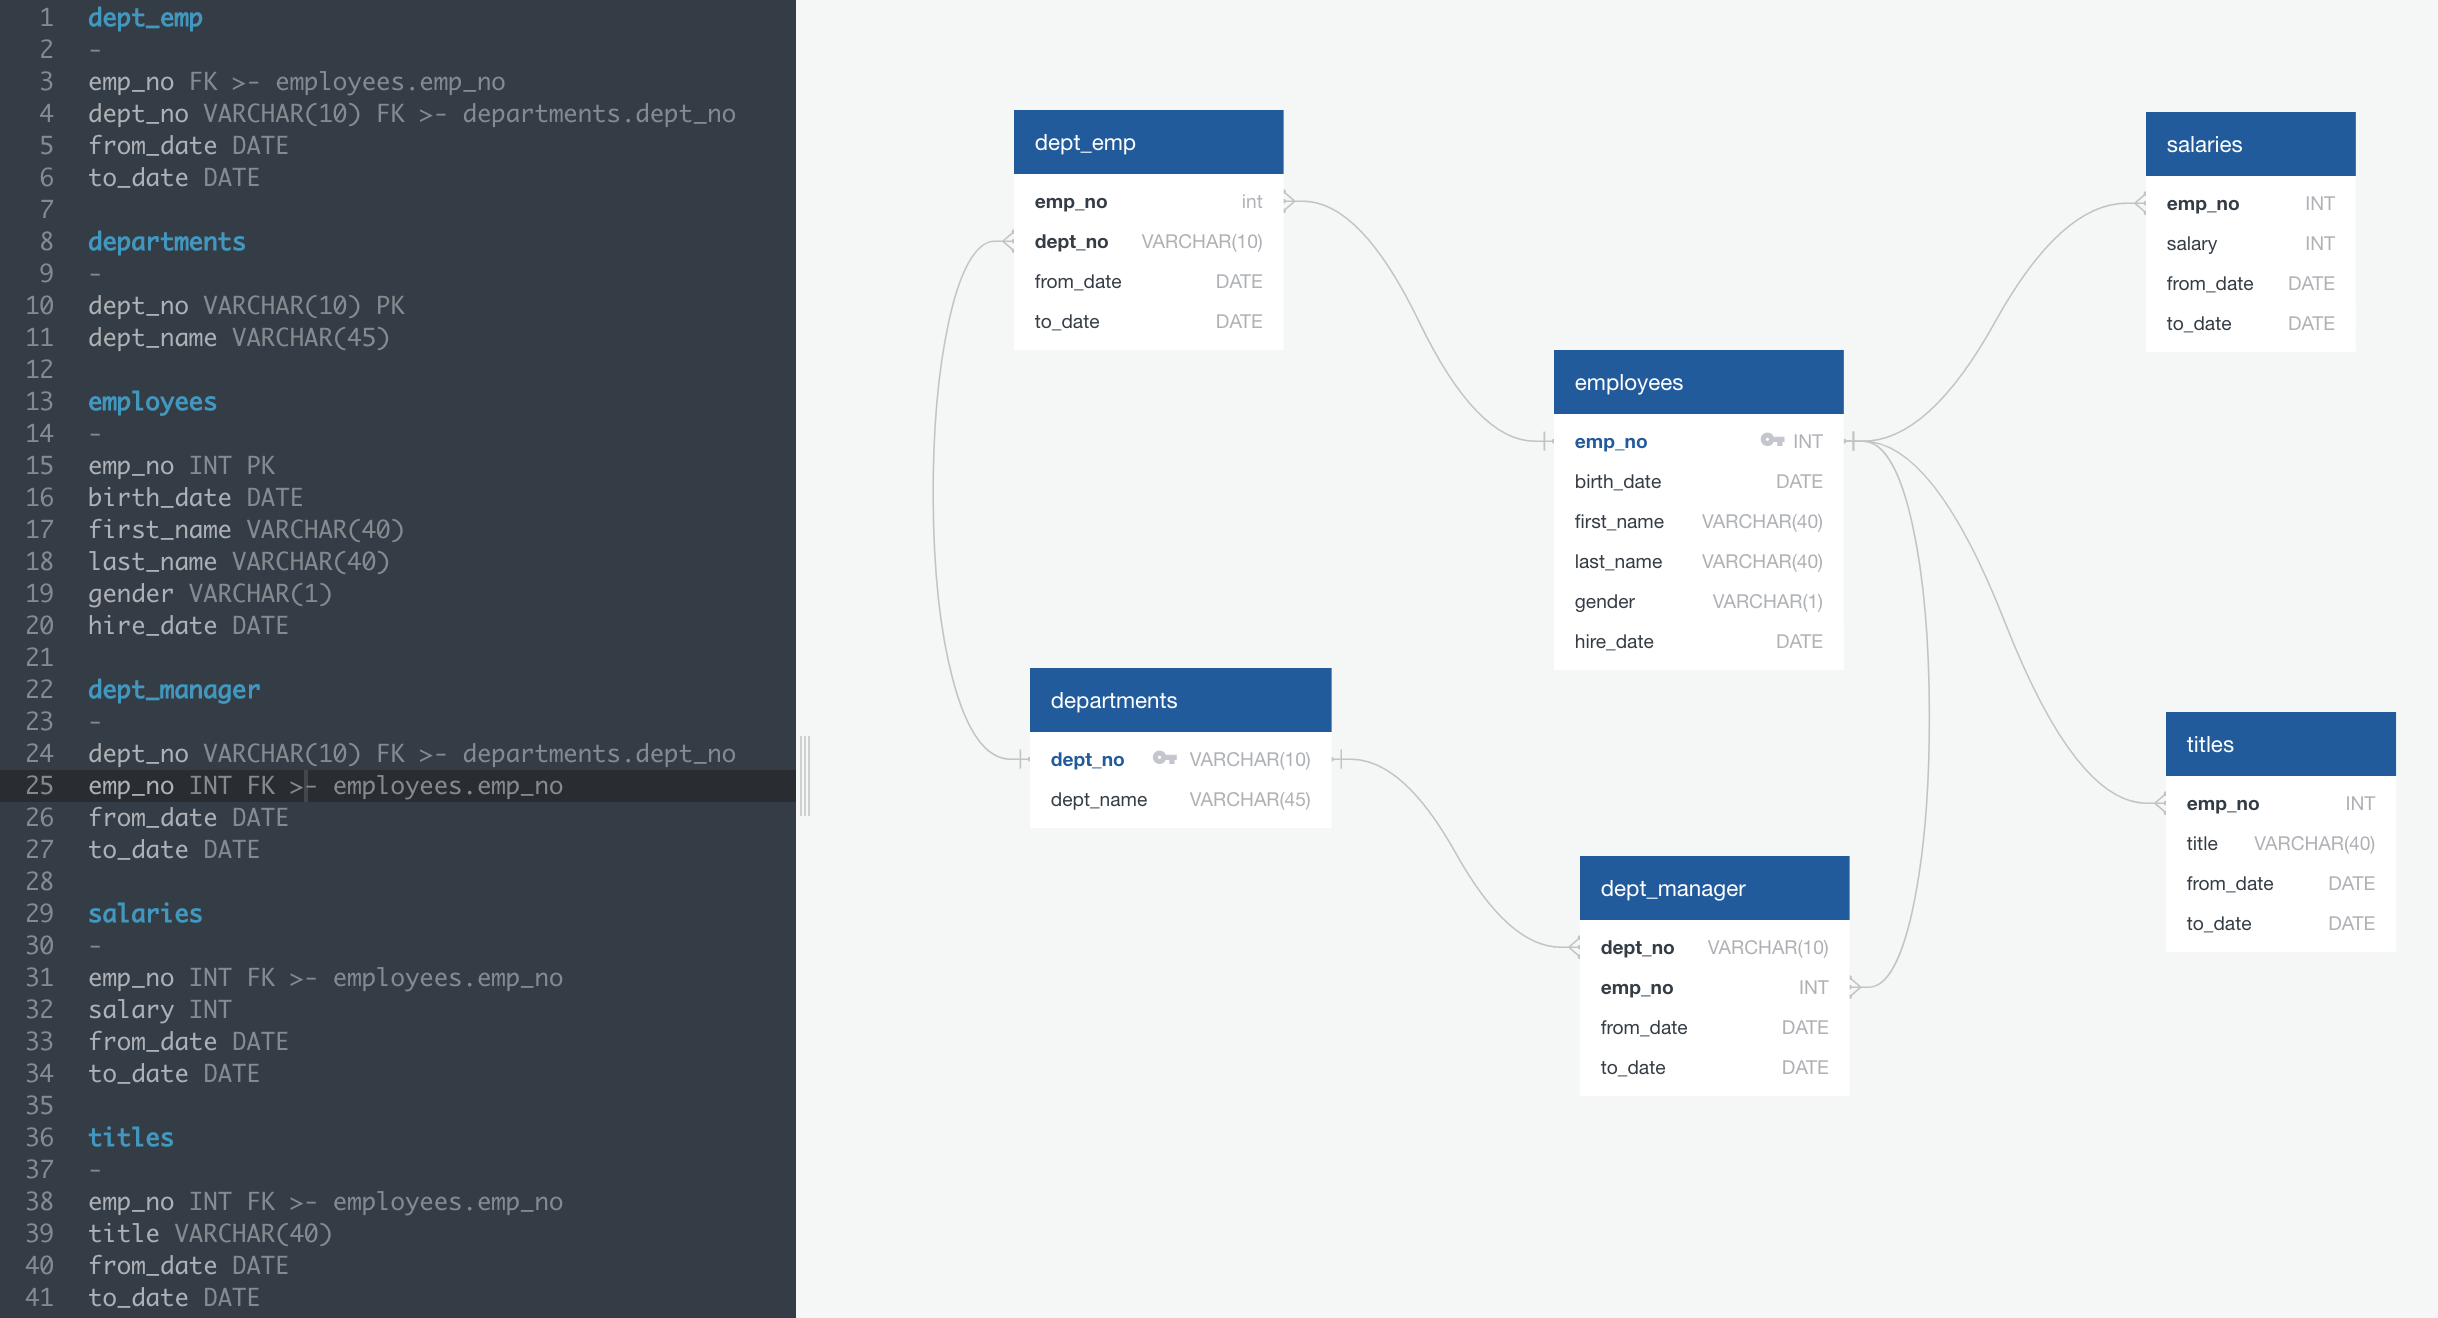 1 dept_emp
2 -
3 emp_no FK >- employees.emp_no
4 dept_no VARCHAR(10) FK >- departments.dept_no
5 from_date DATE
6 to_date DATE
7
8 departments
9 -
10 dept_no VARCHAR(10) PK
11 dept_name VARCHAR(45)
12
13 employees
14 -
15 emp_no INT PK
16 birth_date DATE
17 first_name VARCHAR(40)
18 last_name VARCHAR(40)
19 gender VARCHAR(1)
20 hire_date DATE
21
22 dept_manager
23 -
24 dept_no VARCHAR(10) FK >- departments.dept_no
25 emp_no INT FK >- employees.emp_no
26 from_date DATE
27 to_date DATE
28
29 salaries
30 -
31 emp_no INT FK >- employees.emp_no
32 salary INT
33 from_date DATE
34 to_date DATE
35
36 titles
37 -
38 emp_no INT FK >- employees.emp_no
39 title VARCHAR(40)
40 from_date DATE
41 to_date DATE
dept_emp
emp_no int
dept_no VARCHAR(10)
from_date DATE
to_date DATE
salaries
emp_no INT
salary INT
from_date DATE
to_date DATE
employees
emp_no INT
birth_date DATE
first_name VARCHAR(40)
last_name VARCHAR(40)
gender VARCHAR(1)
hire_date DATE
departments
dept_no VARCHAR(10)
dept_name VARCHAR(45)
titles
emp_no INT
title VARCHAR(40)
from_date DATE
to_date DATE
dept_manager
dept_no VARCHAR(10)
emp_no INT
from_date DATE
to_date DATE